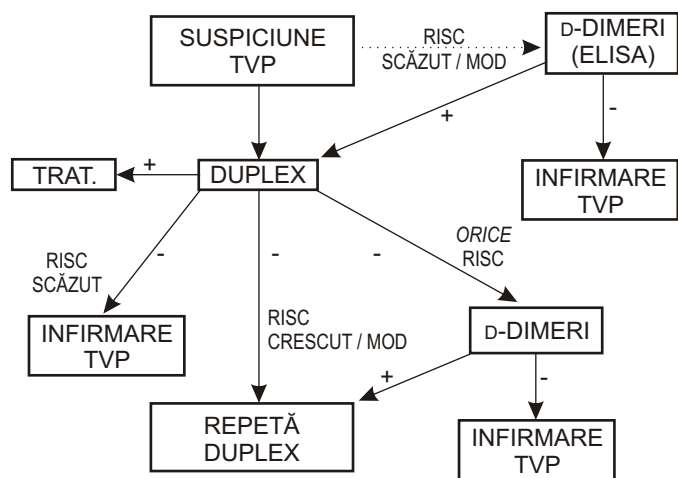 SUSPICIUNE
TVP
RISC
SCĂZUT / MOD
D-DIMERI
(ELISA)
+
-
TRAT.
+
DUPLEX
INFIRMARE
TVP
RISC
SCĂZUT
-
-
-
ORICE
RISC
INFIRMARE
TVP
RISC
CRESCUT / MOD
D-DIMERI
+
-
REPETĂ
DUPLEX
INFIRMARE
TVP